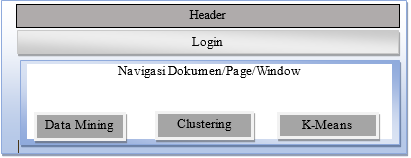 Header
Login
Navigasi Dokumen/Page/Window
Data Mining
Clustering
K-Means